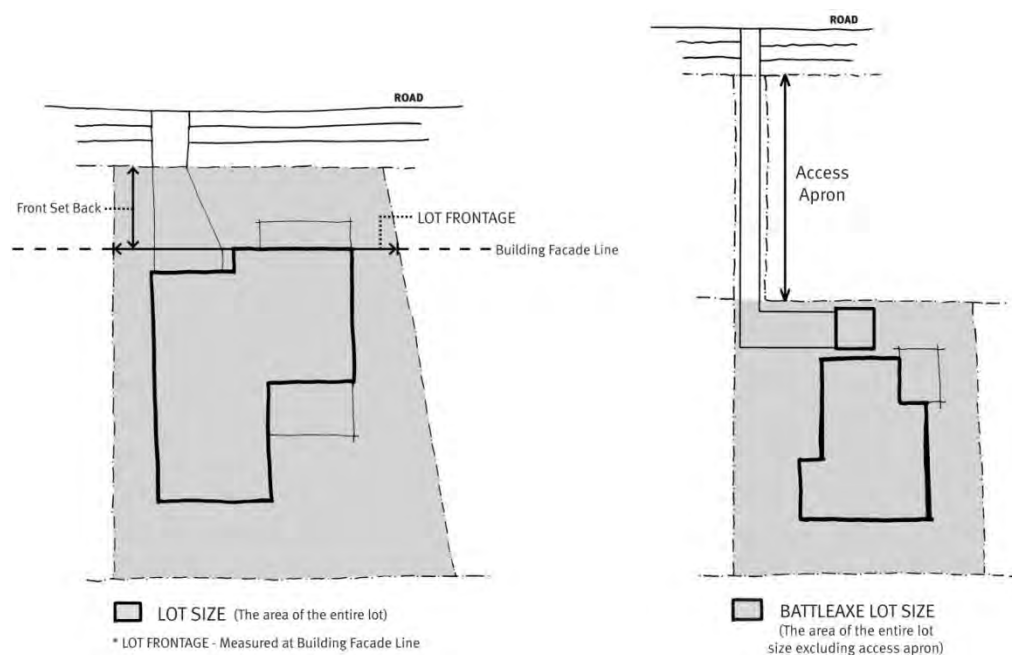 ROAD
Front Set Back
LOT FRONTAGE
Building Facade Line
LOT SIZE (The area of the entire lot)
* LOT FRONTAGE - Measured at Building Facade Line
ROAD
Access
Apron
BATTLEAXE LOT SIZE
(The area of the entire lot
size excluding access apron)